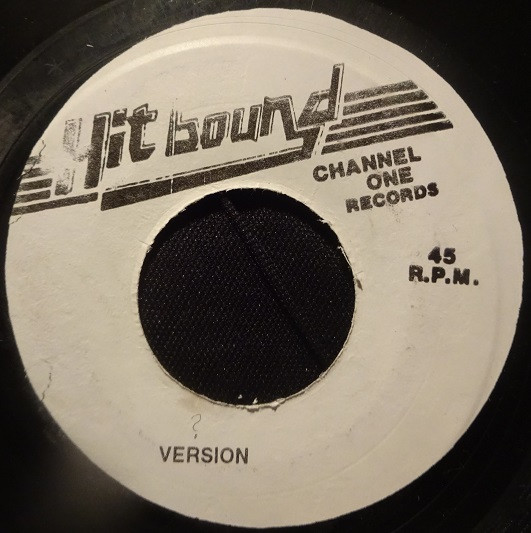 Hit bound
CHANNEL
ONE
RECORDS
45
R.P.M.
?
VERSION